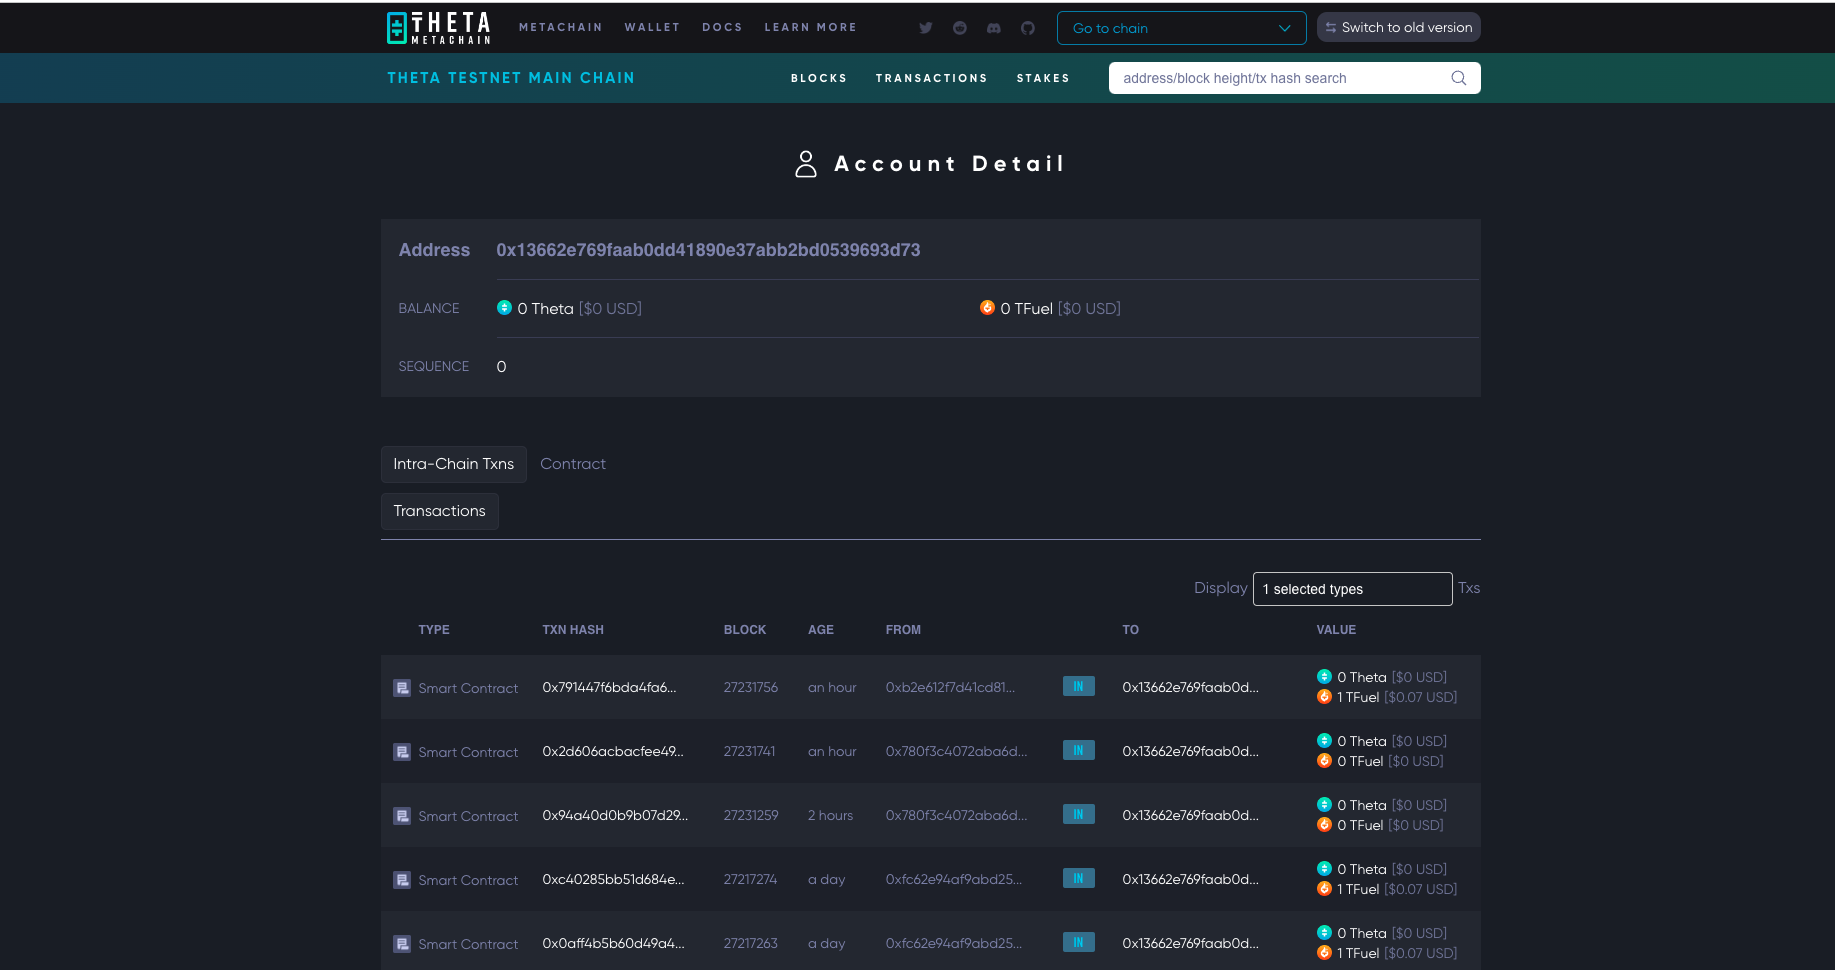 THETA METACHAIN METACHAIN WALLET DOCS LEARN MORE Go to chain Switch to old version
THETA TESTNET MAIN CHAIN BLOCKS TRANSACTIONS STAKES address/block height/tx hash search
Account Detail
Address 0x13662e769faab0dd41890e37abb2bd0539693d73
BALANCE 0 Theta [$0 USD] 0 TFuel [$0 USD]
SEQUENCE 0
Intra-Chain Txns Contract
Transactions
Display 1 selected types Txs
TYPE TXN HASH BLOCK AGE FROM TO VALUE
Smart Contract 0x791447f6bda4fa6... 27231756 an hour 0xb2e612f7d41cd81... IN 0x13662e769faab0d... 0 Theta [$0 USD]
1 TFuel [$0.07 USD]
Smart Contract 0x2d606acbacfee49... 27231741 an hour 0x780f3c4072aba6d... IN 0x13662e769faab0d... 0 Theta [$0 USD]
0 TFuel [$0 USD]
Smart Contract 0x94a40d0b9b07d29... 27231259 2 hours 0x780f3c4072aba6d... IN 0x13662e769faab0d... 0 Theta [$0 USD]
0 TFuel [$0 USD]
Smart Contract 0xc40285bb51d684e... 27217274 a day 0xfc62e94af9abd25... IN 0x13662e769faab0d... 0 Theta [$0 USD]
1 TFuel [$0.07 USD]
Smart Contract 0x0aff4b5b60d49a4... 27217263 a day 0xfc62e94af9abd25... IN 0x13662e769faab0d... 0 Theta [$0 USD]
1 TFuel [$0.07 USD]